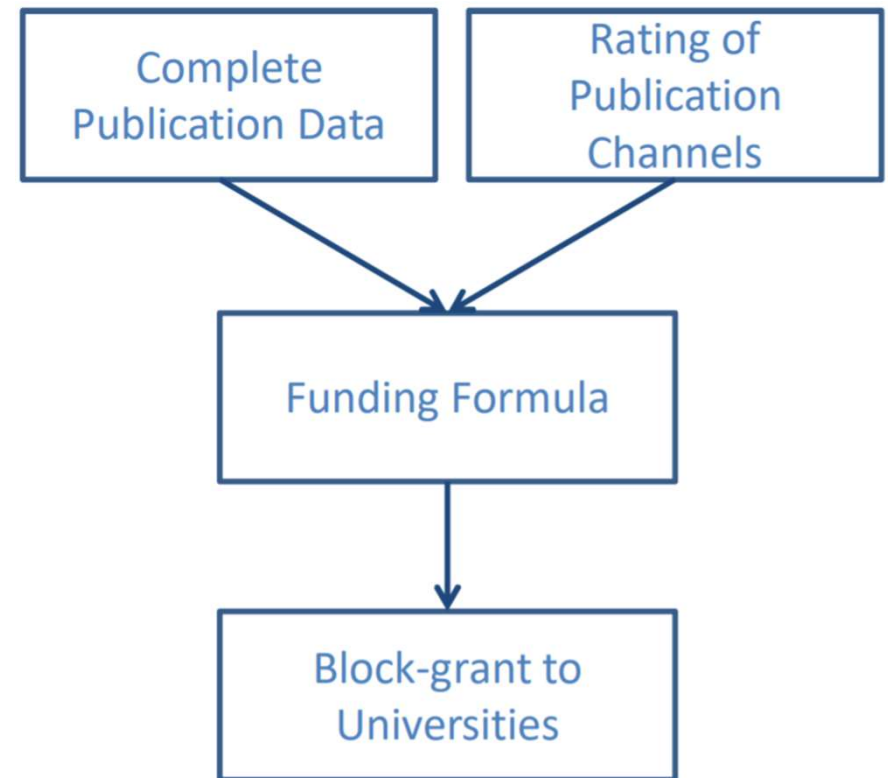 Complete
Publication Data
Rating of
Publication
Channels
Funding Formula
Block-grant to
Universities